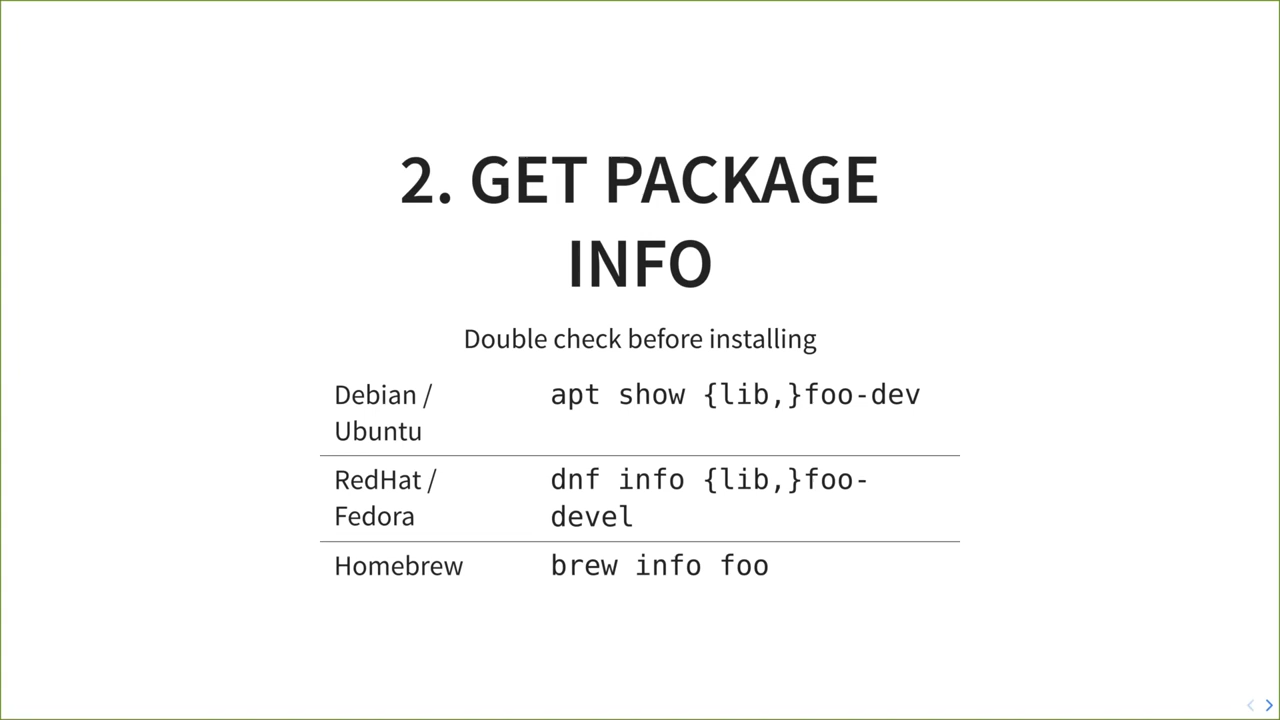 2. GET PACKAGE
INFO
Double check before installing
Debian /
Ubuntu
apt show {lib,}foo-dev
RedHat /
Fedora
dnf info {lib,}foo-
devel
Homebrew
brew info foo